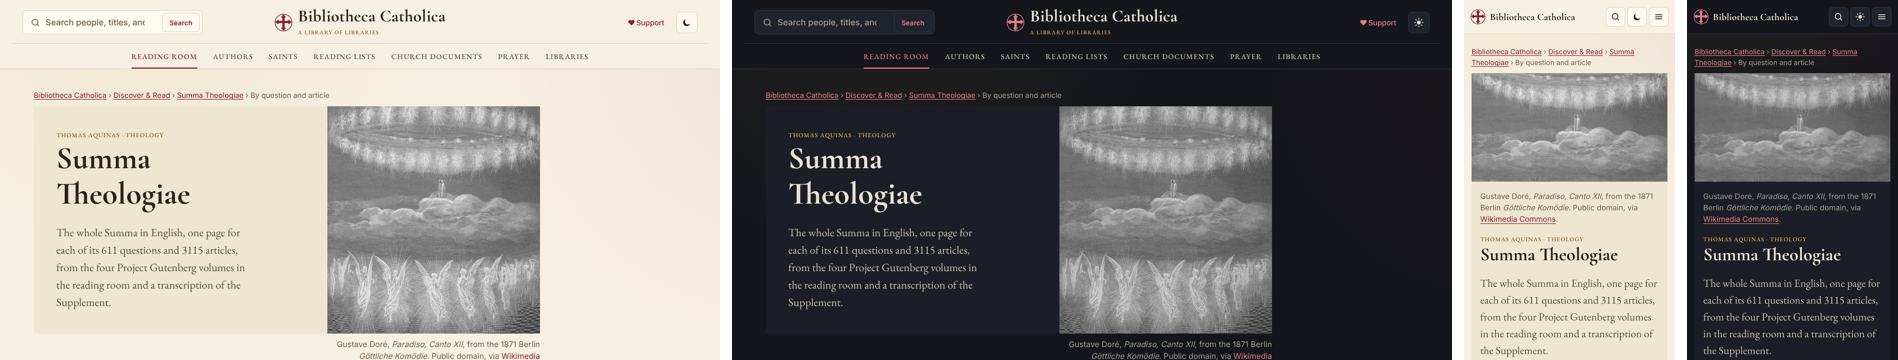 Search people, titles, and
Search
Bibliotheca Catholica
A LIBRARY OF LIBRARIES
Support
READING ROOM
AUTHORS
SAINTS
READING LISTS
CHURCH DOCUMENTS
PRAYER
LIBRARIES
Bibliotheca Catholica › Discover & Read › Summa Theologiae › By question and article
THOMAS AQUINAS · THEOLOGY
Summa
Theologiae
The whole Summa in English, one page for
each of its 611 questions and 3115 articles,
from the four Project Gutenberg volumes in
the reading room and a transcription of the
Supplement.
Gustave Doré, Paradiso, Canto XII, from the 1871 Berlin
Göttliche Komödie. Public domain, via Wikimedia
Search people, titles, and
Search
Bibliotheca Catholica
A LIBRARY OF LIBRARIES
Support
READING ROOM
AUTHORS
SAINTS
READING LISTS
CHURCH DOCUMENTS
PRAYER
LIBRARIES
Bibliotheca Catholica › Discover & Read › Summa Theologiae › By question and article
THOMAS AQUINAS · THEOLOGY
Summa
Theologiae
The whole Summa in English, one page for
each of its 611 questions and 3115 articles,
from the four Project Gutenberg volumes in
the reading room and a transcription of the
Supplement.
Gustave Doré, Paradiso, Canto XII, from the 1871 Berlin
Göttliche Komödie. Public domain, via Wikimedia
Bibliotheca Catholica
Bibliotheca Catholica › Discover & Read › Summa
Theologiae › By question and article
Gustave Doré, Paradiso, Canto XII, from the 1871
Berlin Göttliche Komödie. Public domain, via
Wikimedia Commons.
THOMAS AQUINAS · THEOLOGY
Summa Theologiae
The whole Summa in English, one page for
each of its 611 questions and 3115 articles,
from the four Project Gutenberg volumes
in the reading room and a transcription of
the Supplement.
Bibliotheca Catholica
Bibliotheca Catholica › Discover & Read › Summa
Theologiae › By question and article
Gustave Doré, Paradiso, Canto XII, from the 1871
Berlin Göttliche Komödie. Public domain, via
Wikimedia Commons.
THOMAS AQUINAS · THEOLOGY
Summa Theologiae
The whole Summa in English, one page for
each of its 611 questions and 3115 articles,
from the four Project Gutenberg volumes
in the reading room and a transcription of
the Supplement.